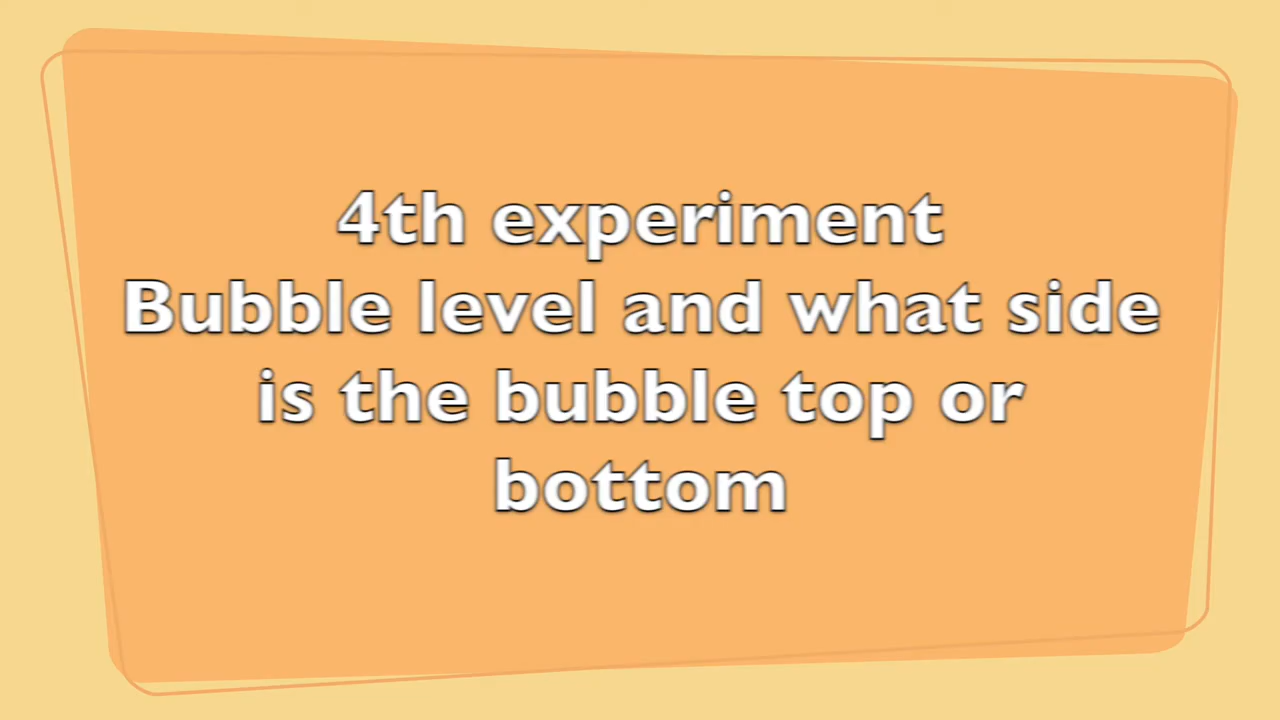 4th experiment
Bubble level and what side
is the bubble top or
bottom